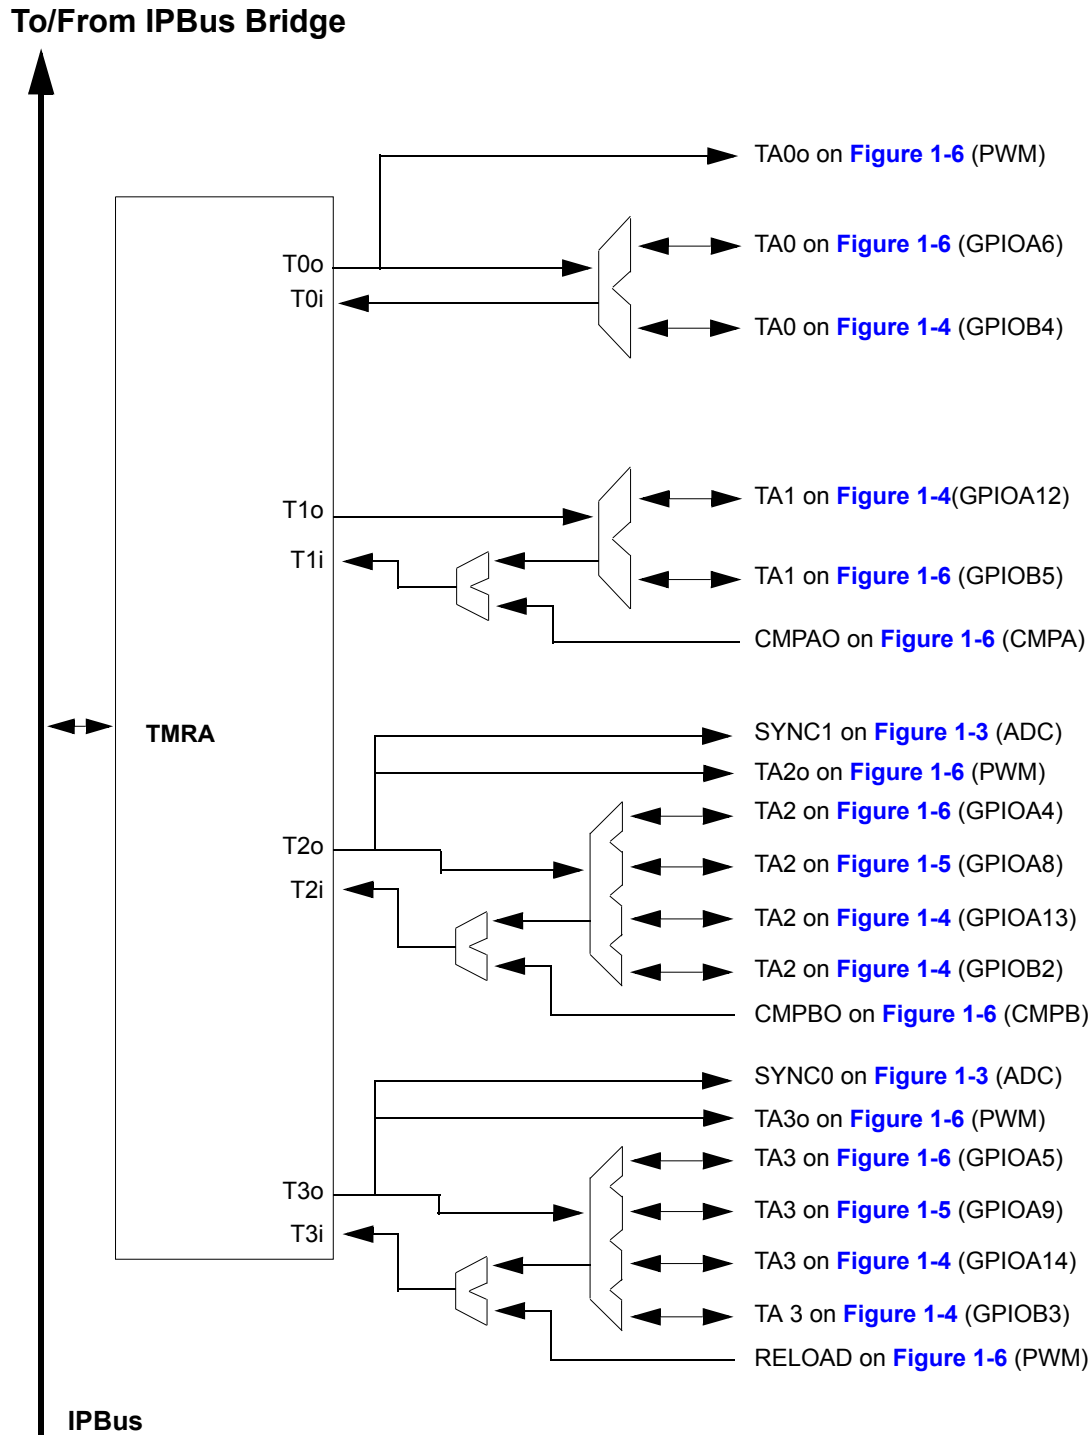 To/From IPBus Bridge
TA0o on Figure 1-6 (PWM)
TA0 on Figure 1-6 (GPIOA6)
T0o
T0i
TA0 on Figure 1-4 (GPIOB4)
TA1 on Figure 1-4(GPIOA12)
T1o
T1i
TA1 on Figure 1-6 (GPIOB5)
CMPAO on Figure 1-6 (CMPA)
TMRA
SYNC1 on Figure 1-3 (ADC)
TA2o on Figure 1-6 (PWM)
TA2 on Figure 1-6 (GPIOA4)
T2o
TA2 on Figure 1-5 (GPIOA8)
T2i
TA2 on Figure 1-4 (GPIOA13)
TA2 on Figure 1-4 (GPIOB2)
CMPBO on Figure 1-6 (CMPB)
SYNC0 on Figure 1-3 (ADC)
TA3o on Figure 1-6 (PWM)
TA3 on Figure 1-6 (GPIOA5)
T3o
TA3 on Figure 1-5 (GPIOA9)
T3i
TA3 on Figure 1-4 (GPIOA14)
TA 3 on Figure 1-4 (GPIOB3)
RELOAD on Figure 1-6 (PWM)
IPBus